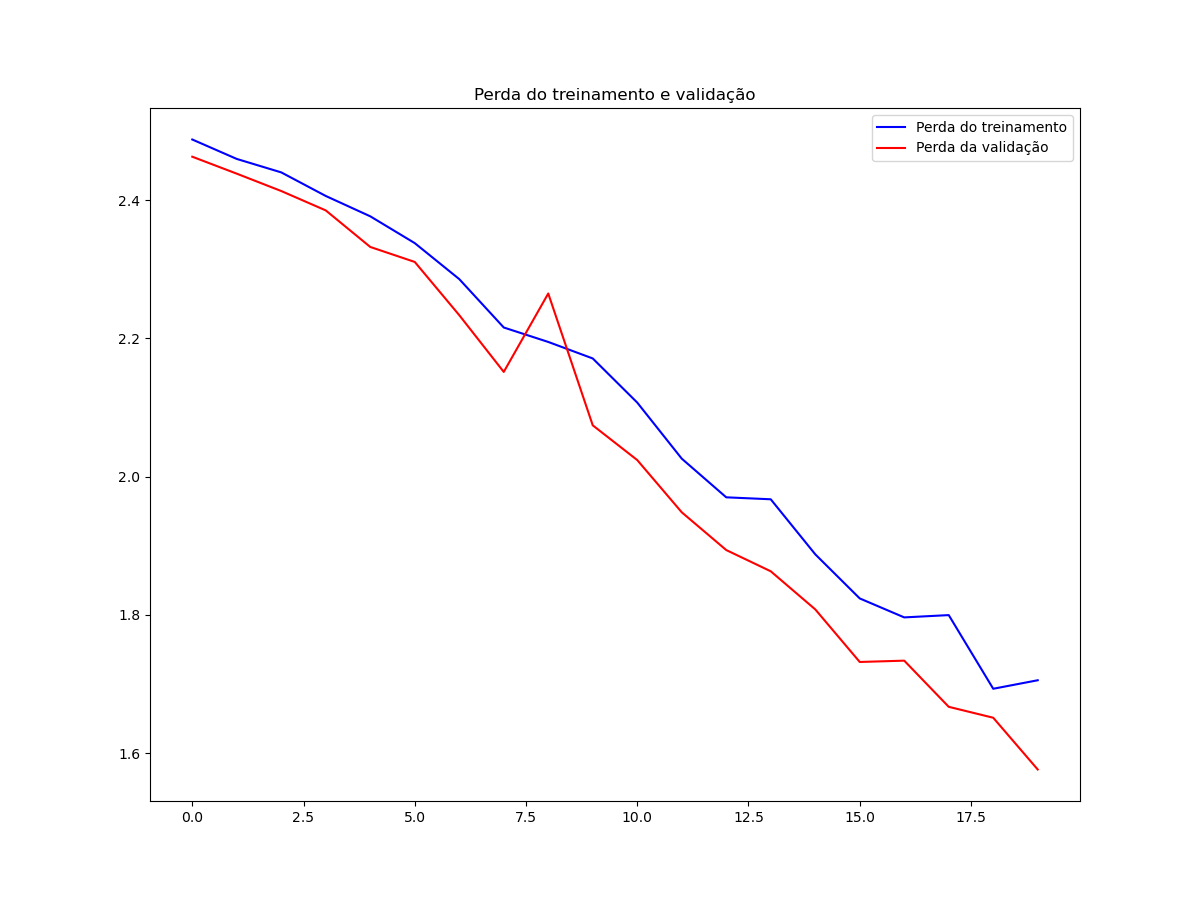 Perda do treinamento e validação
Perda do treinamento
Perda da validação
2.4
2.2
2.0
1.8
1.6
0.0 2.5 5.0 7.5 10.0 12.5 15.0 17.5